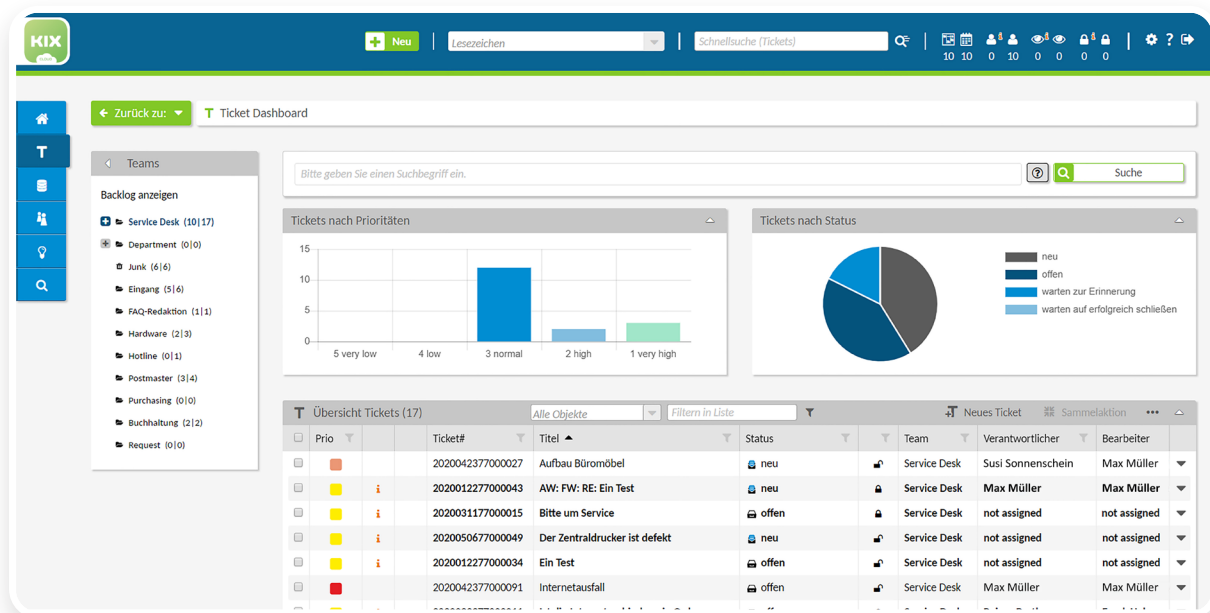 KIX
Neu
Lesezeichen
Schnellsuche (Tickets)
10 10 0 10 0 0 0 0
Zurück zu:
T Ticket Dashboard
T
Teams
Backlog anzeigen
Service Desk (10|17)
Department (0|0)
Junk (6|6)
Eingang (5|6)
FAQ-Redaktion (1|1)
Hardware (2|3)
Hotline (0|1)
Postmaster (3|4)
Purchasing (0|0)
Buchhaltung (2|2)
Request (0|0)
Bitte geben Sie einen Suchbegriff ein.
Suche
Tickets nach Prioritäten
15
10
5
0
5 very low 4 low 3 normal 2 high 1 very high
Tickets nach Status
neu
offen
warten zur Erinnerung
warten auf erfolgreich schließen
T Übersicht Tickets (17) Alle Objekte Filtern in Liste Neues Ticket Sammelaktion •••
Prio Ticket# Titel Status Team Verantwortlicher Bearbeiter
2020042377000027 Aufbau Büromöbel neu Service Desk Susi Sonnenschein Max Müller
2020012277000043 AW: FW: RE: Ein Test neu Service Desk Max Müller Max Müller
2020031177000015 Bitte um Service offen Service Desk not assigned not assigned
2020050677000049 Der Zentraldrucker ist defekt neu Service Desk not assigned not assigned
2020012277000034 Ein Test offen Service Desk not assigned not assigned
2020042377000091 Internetausfall offen Service Desk Max Müller Max Müller